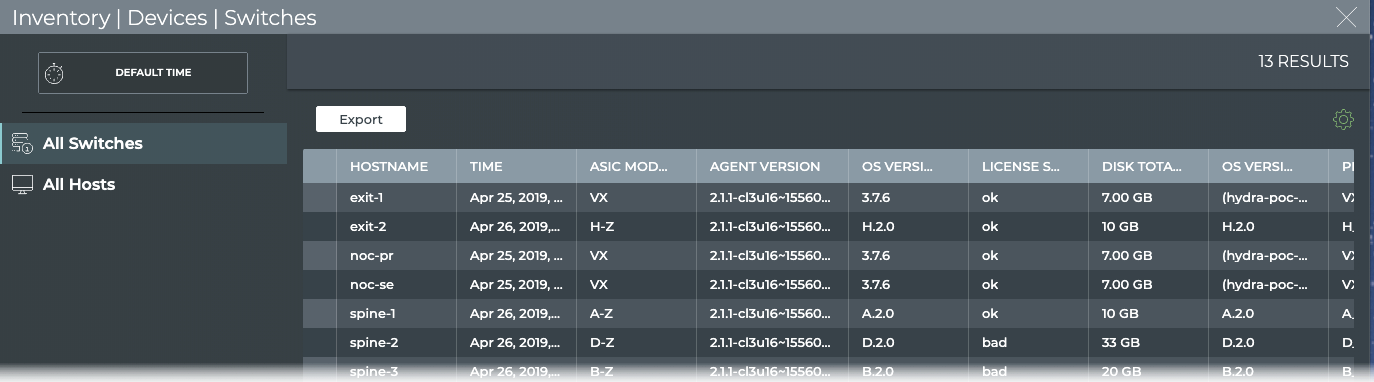 Inventory | Devices | Switches
DEFAULT TIME
13 RESULTS
All Switches
All Hosts
Export
HOSTNAME TIME ASIC MOD... AGENT VERSION OS VERSI... LICENSE S... DISK TOTA... OS VERSI...
exit-1 Apr 25, 2019, ... VX 2.1.1-cl3u16~15560... 3.7.6 ok 7.00 GB (hydra-poc-...
exit-2 Apr 26, 2019,... H-Z 2.1.1-cl3u16~15560... H.2.0 ok 10 GB H.2.0
noc-pr Apr 25, 2019, ... VX 2.1.1-cl3u16~15560... 3.7.6 ok 7.00 GB (hydra-poc-...
noc-se Apr 25, 2019, ... VX 2.1.1-cl3u16~15560... 3.7.6 ok 7.00 GB (hydra-poc-...
spine-1 Apr 26, 2019,... A-Z 2.1.1-cl3u16~15560... A.2.0 ok 10 GB A.2.0
spine-2 Apr 26, 2019,... D-Z 2.1.1-cl3u16~15560... D.2.0 bad 33 GB D.2.0
spine-3 Apr 26, 2019,... B-Z 2.1.1-cl3u16~15560... B.2.0 bad 20 GB B.2.0